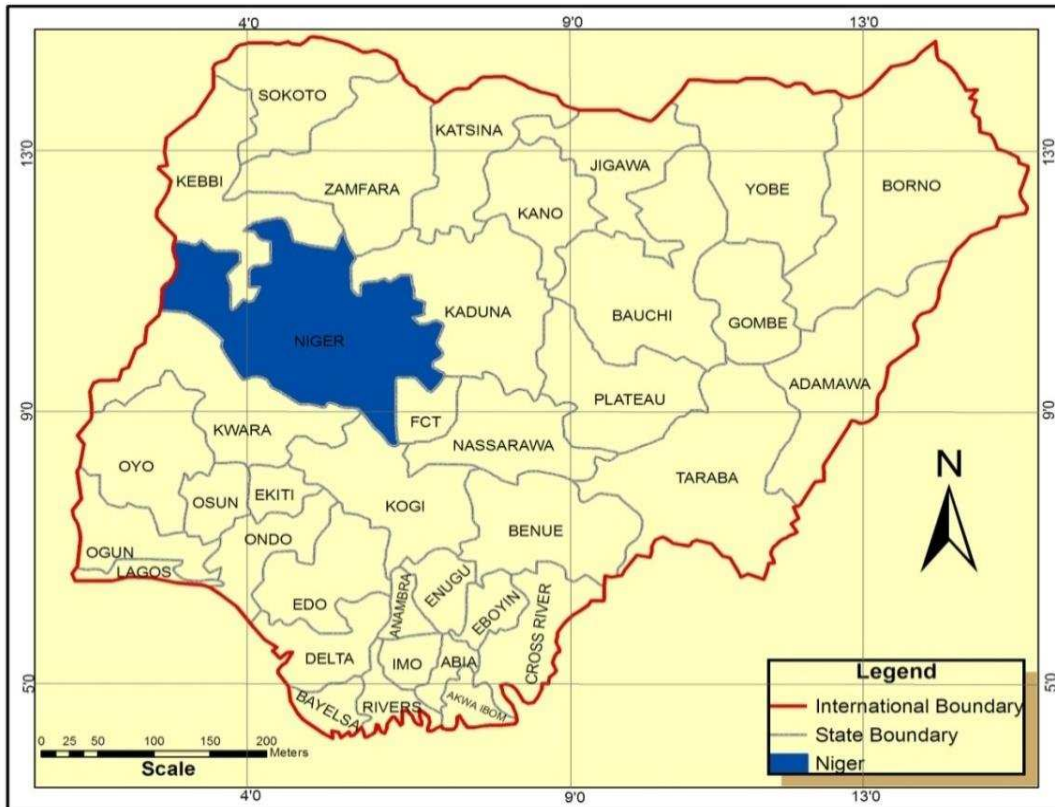 4'0 9'0 13'0
SOKOTO
KATSINA
13'0 13'0
JIGAWA
KEBBI
ZAMFARA
YOBE
BORNO
KANO
KADUNA
BAUCHI
GOMBE
NIGER
ADAMAWA
PLATEAU
9'0 9'0
FCT
KWARA
NASSARAWA
OYO
TARABA
N
OSUN
EKITI
KOGI
BENUE
ONDO
OGUN
LAGOS
ANAMBRA
ENUGU
EBOYIN
CROSS RIVER
EDO
DELTA
IMO
ABIA
5'0 5'0
BAYELSA
RIVERS
AKWA IBOM
Legend
International Boundary
State Boundary
Niger
0 25 50 100 150 200
Meters
Scale
4'0 9'0 13'0